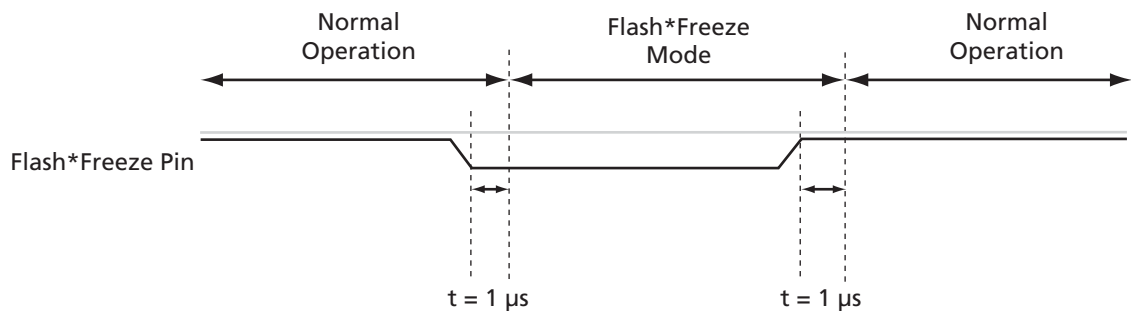 Normal
Operation
Flash*Freeze
Mode
Normal
Operation
Flash*Freeze Pin
t = 1 µs
t = 1 µs